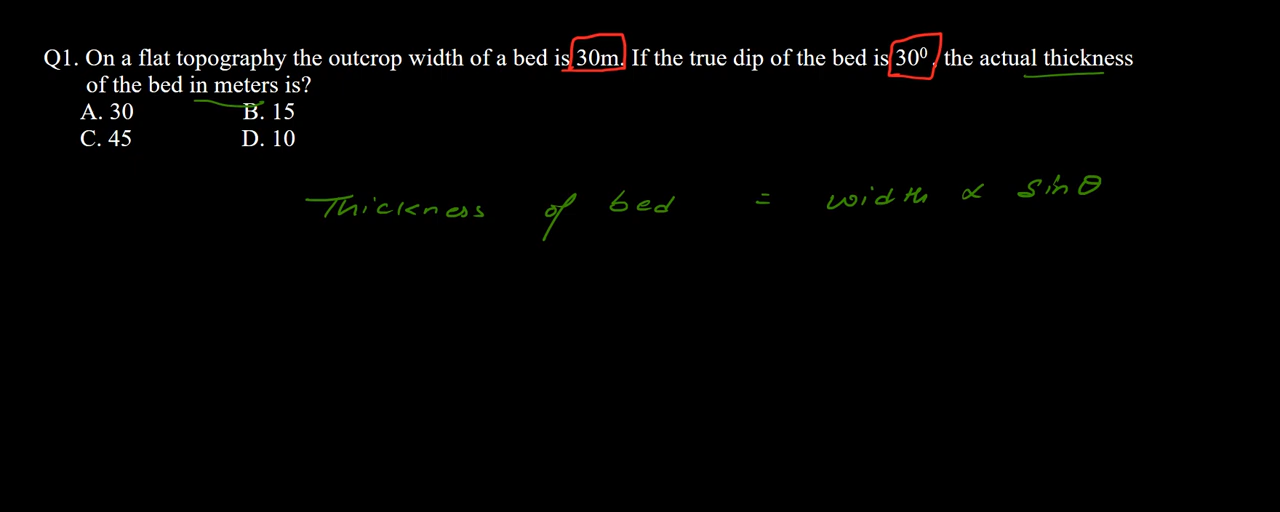 Q1. On a flat topography the outcrop width of a bed is 30m. If the true dip of the bed is 30⁰, the actual thickness
of the bed in meters is?
A. 30 B. 15
C. 45 D. 10
Thickness of bed = width × sinθ